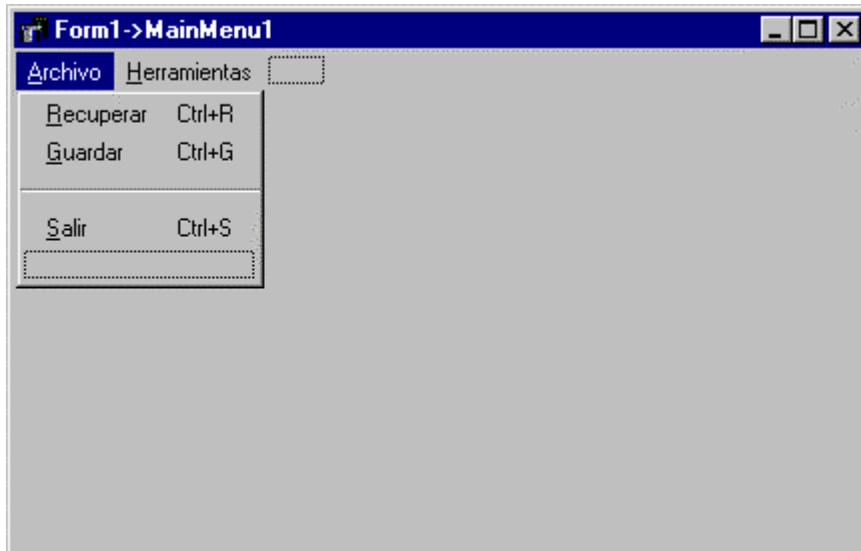 Form1->MainMenu1
Archivo Herramientas
Recuperar Ctrl+R
Guardar Ctrl+G
Salir Ctrl+S